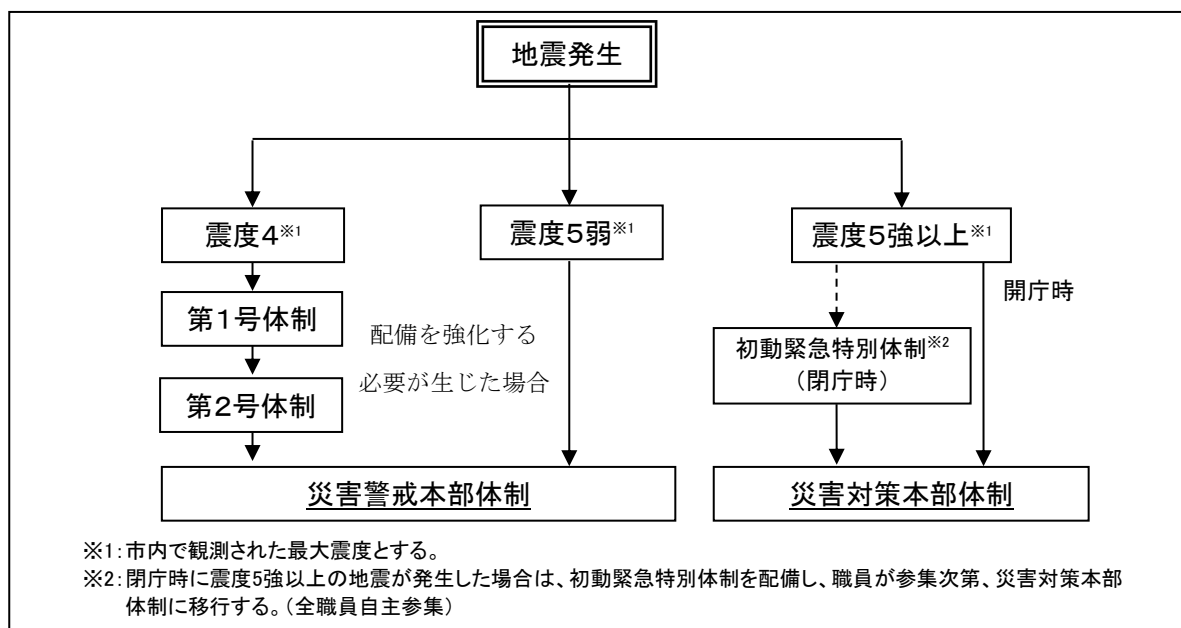 地震発生
震度4※1
震度5弱※1
震度5強以上※1
開庁時
第1号体制
配備を強化する
必要が生じた場合
初動緊急特別体制※2
(閉庁時)
第2号体制
災害警戒本部体制
災害対策本部体制
※1:市内で観測された最大震度とする。
※2:閉庁時に震度5強以上の地震が発生した場合は、初動緊急特別体制を配備し、職員が参集次第、災害対策本部
体制に移行する。(全職員自主参集)